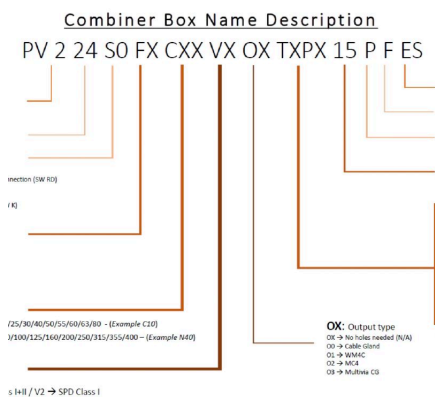 Combiner Box Name Description
PV 2 24 S0 FX CXX VX OX TXPX 15 P F ES
nnection (SW RD)
K)
/25/30/40/50/55/60/63/80 - (Example C10)
0/100/125/160/200/250/315/355/400 – (Example N40)
OX: Output type
OX → No holes needed (N/A)
O0 → Cable Gland
O1 → WM4C
O2 → MC4
O3 → Multivia CG
s I+II / V2 → SPD Class I